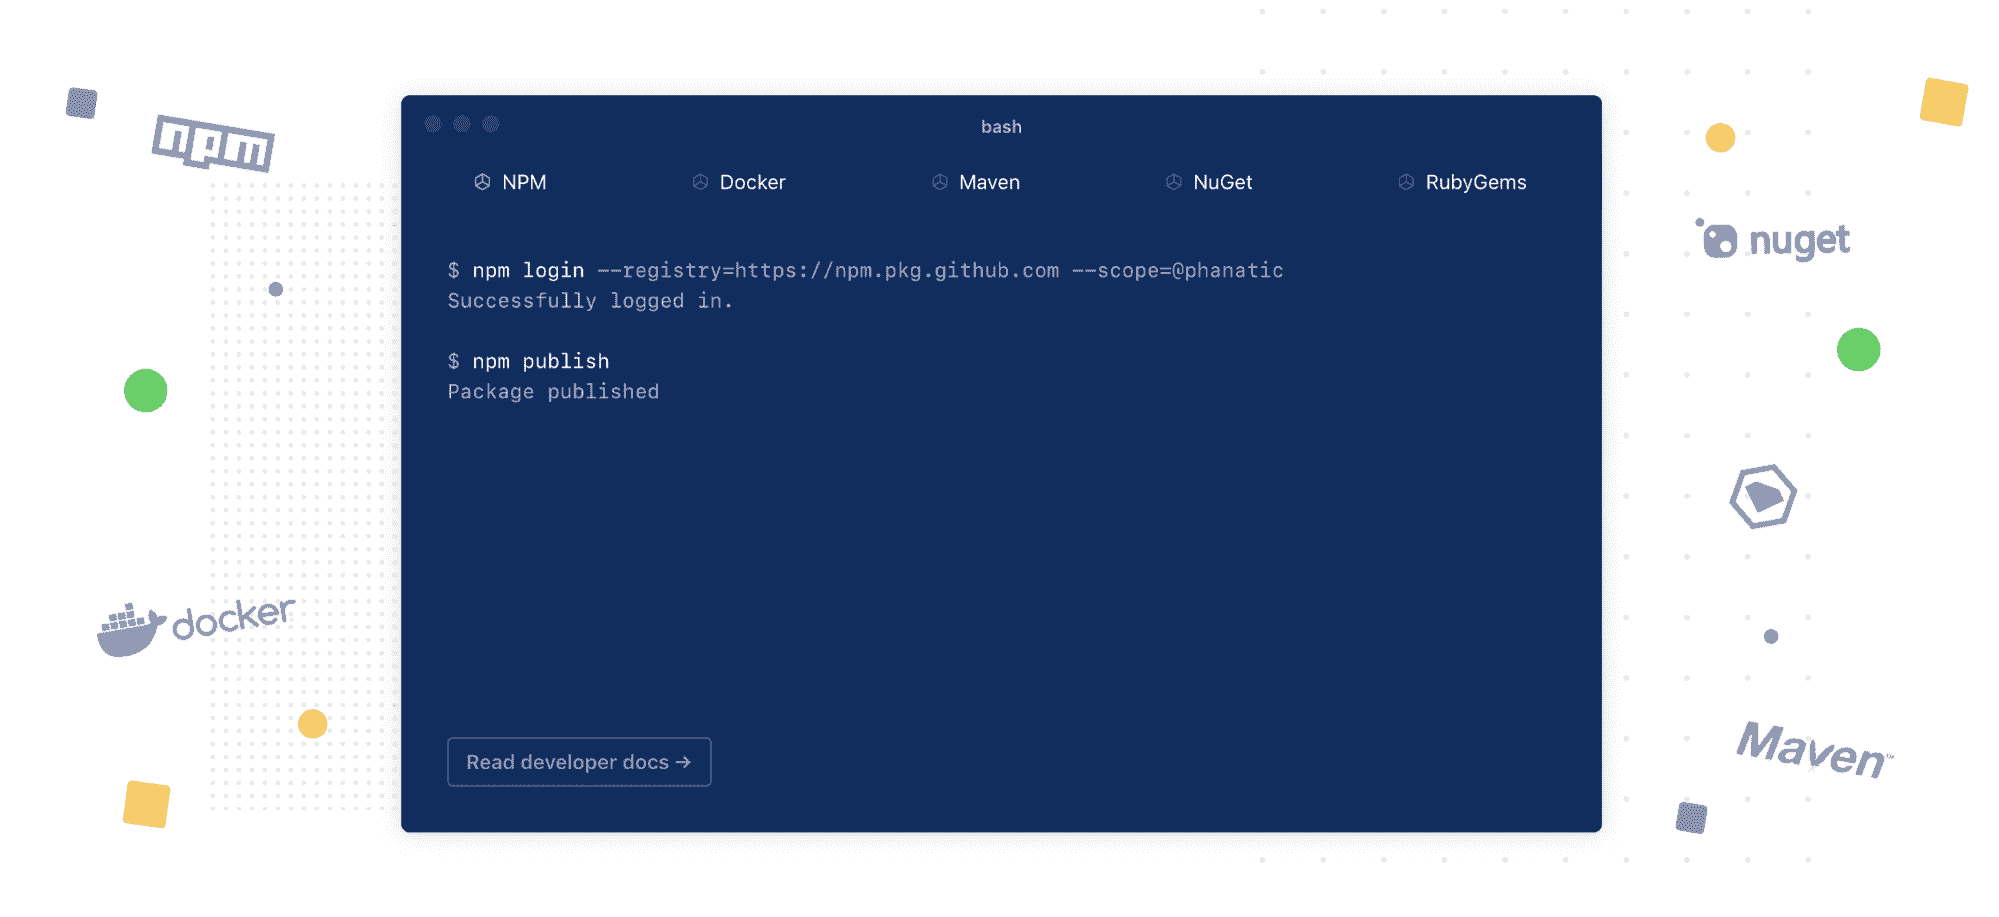 npm
bash
NPM Docker Maven NuGet RubyGems
nuget
$ npm login --registry=https://npm.pkg.github.com --scope=@phanatic
Successfully logged in.
$ npm publish
Package published
docker
Read developer docs →
Maven™